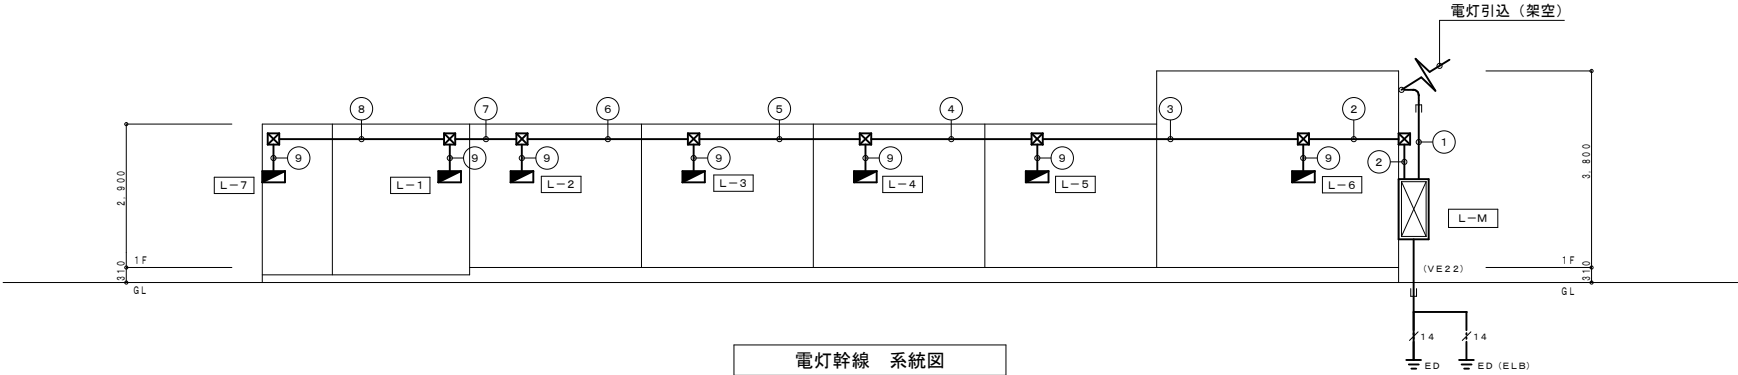 電灯引込（架空）
⑧
⑦
⑥
⑤
④
③
②
①
②
⑨
⑨
⑨
⑨
⑨
⑨
⑨
L－7
L－1
L－2
L－3
L－4
L－5
L－6
L－M
2，900
3，800
310
1F
GL
(VE22)
1F
310
GL
14
14
ED
ED (ELB)
電灯幹線　系統図